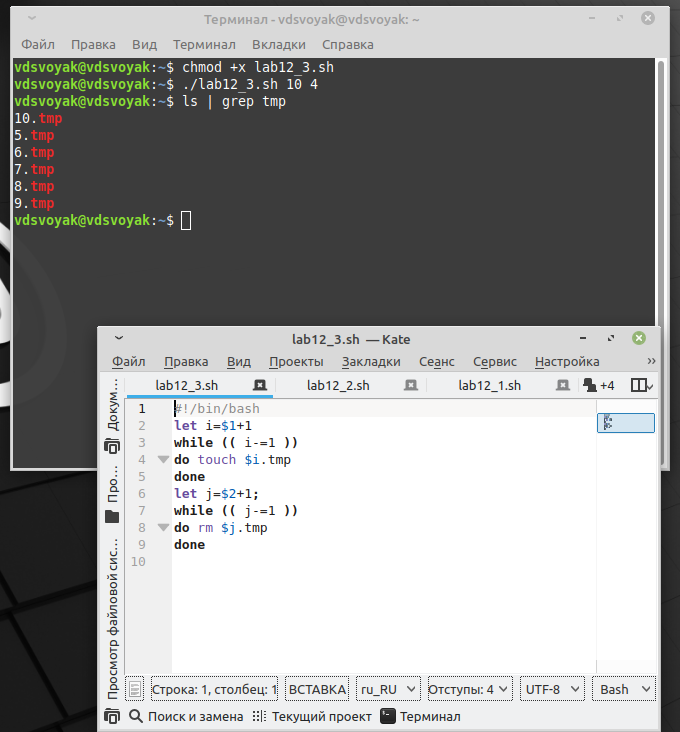 Терминал - vdsvoyak@vdsvoyak: ~
Файл Правка Вид Терминал Вкладки Справка
vdsvoyak@vdsvoyak:~$ chmod +x lab12_3.sh
vdsvoyak@vdsvoyak:~$ ./lab12_3.sh 10 4
vdsvoyak@vdsvoyak:~$ ls | grep tmp
10.tmp
5.tmp
6.tmp
7.tmp
8.tmp
9.tmp
vdsvoyak@vdsvoyak:~$
lab12_3.sh — Kate
Файл Правка Вид Проекты Закладки Сеанс Сервис Настройка »
lab12_3.sh lab12_2.sh lab12_1.sh +4
Докум...
Про...
Просмотр файловой сис...
1 #!/bin/bash
2 let i=$1+1
3 while (( i-=1 ))
4 do touch $i.tmp
5 done
6 let j=$2+1;
7 while (( j-=1 ))
8 do rm $j.tmp
9 done
10
Строка: 1, столбец: 1 ВСТАВКА ru_RU Отступы: 4 UTF-8 Bash
Поиск и замена Текущий проект Терминал